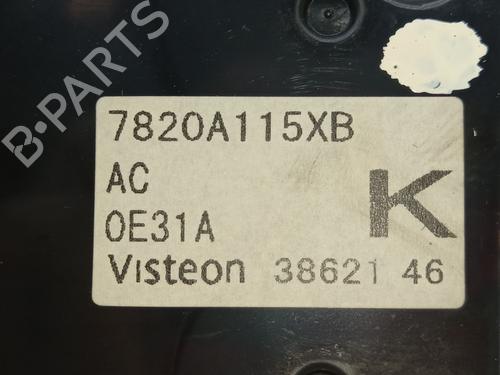 B-PARTS
7820A115XB
AC
K
0E31A
Visteon 38621 46